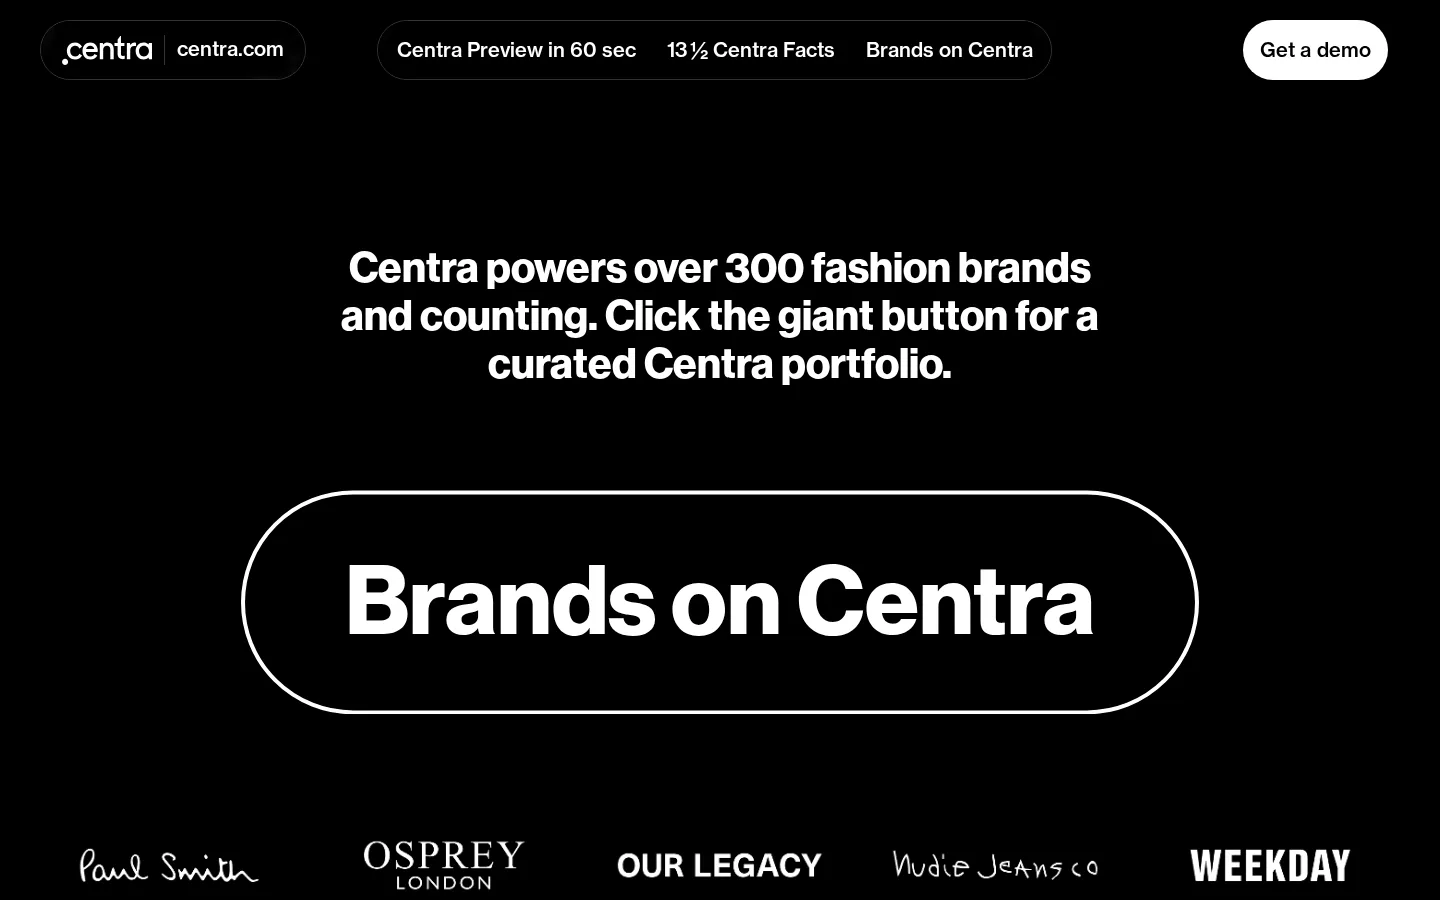 .centra centra.com Centra Preview in 60 sec 13½ Centra Facts Brands on Centra Get a demo
Centra powers over 300 fashion brands
and counting. Click the giant button for a
curated Centra portfolio.
Brands on Centra
Paul Smith
OSPREY
LONDON
OUR LEGACY
Nudie Jeans co
WEEKDAY